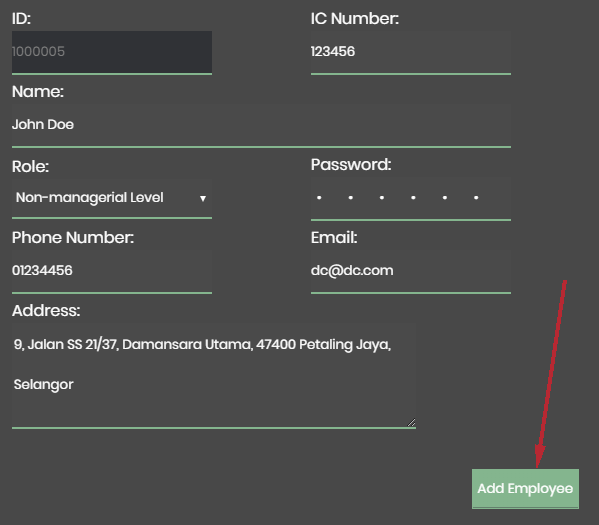 ID:
IC Number:
1000005
123456
Name:
John Doe
Role:
Password:
Non-managerial Level
• • • • • •
Phone Number:
Email:
01234456
dc@dc.com
Address:
9, Jalan SS 21/37, Damansara Utama, 47400 Petaling Jaya,
Selangor
Add Employee